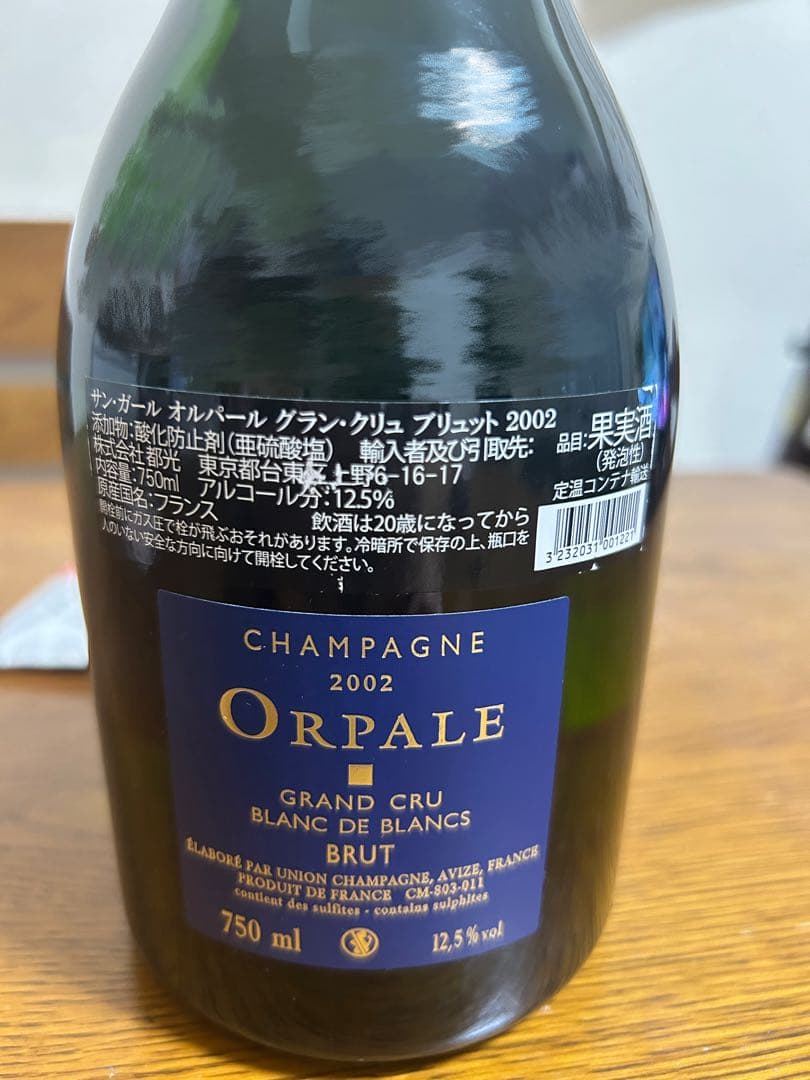 サン・ガール オルパール グラン・クリュ ブリュット 2002
添加物:酸化防止剤(亜硫酸塩) 輸入者及び引取先:
株式会社都光 東京都台東区上野6-16-17
内容量:750ml アルコール分:12.5%
原産国名:フランス
飲酒は20歳になってから
開栓前にガス圧で栓が飛ぶおそれがあります。冷暗所で保存の上、瓶口を
人のいない安全な方向に向けて開栓してください。
品目:果実酒
(発泡性)
定温コンテナ輸送
3 232031 001221
CHAMPAGNE
2002
ORPALE
GRAND CRU
BLANC DE BLANCS
BRUT
ÉLABORÉ PAR UNION CHAMPAGNE, AVIZE, FRANCE
PRODUIT DE FRANCE CM-803-011
contient des sulfites - contains sulphites
750 ml 12,5 % vol